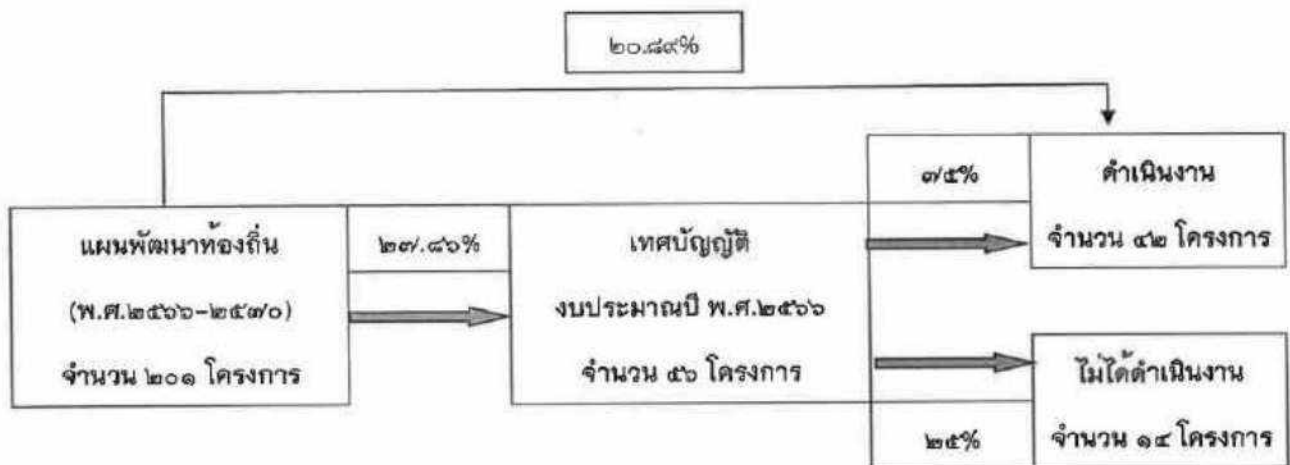 ๒๐.๘๙%
๗๕%
ดำเนินงาน
จำนวน ๔๒ โครงการ
แผนพัฒนาท้องถิ่น
(พ.ศ.๒๕๖๖-๒๕๗๐)
จำนวน ๒๐๑ โครงการ
๒๗.๘๖%
เทศบัญญัติ
งบประมาณปี พ.ศ.๒๕๖๖
จำนวน ๕๖ โครงการ
ไม่ได้ดำเนินงาน
จำนวน ๑๔ โครงการ
๒๕%